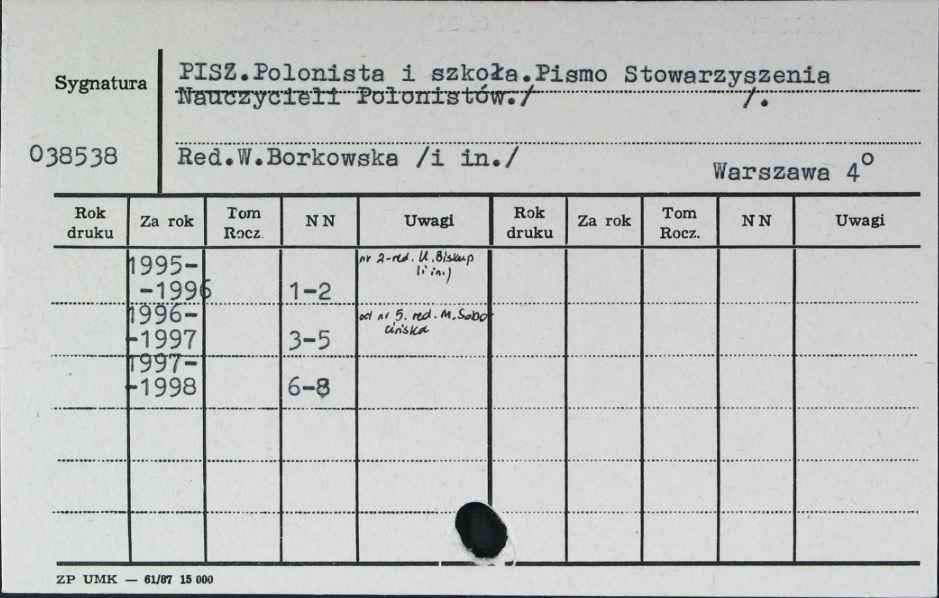 Sygnatura
PISZ.Polonista i szkoła.Pismo Stowarzyszenia
Nauczycieli Polonistów./ /.
038538
Red.W.Borkowska /i in./
Warszawa 4°
Rok druku Za rok Tom Rocz. NN Uwagi Rok druku Za rok Tom Rocz. NN Uwagi
1995- nr 2-red. U. Biskup
-1996 1-2 /i in./
1996- od nr 5. red. M. Sobo
-1997 3-5 cińska
1997-
-1998 6-8
ZP UMK — 61/87 15 000